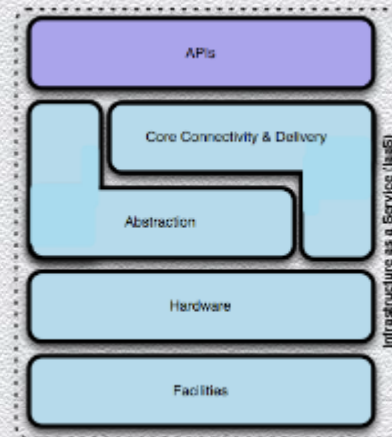 APIs
Core Connectivity & Delivery
Abstraction
Hardware
Facilities
Infrastructure as a Service (IaaS)